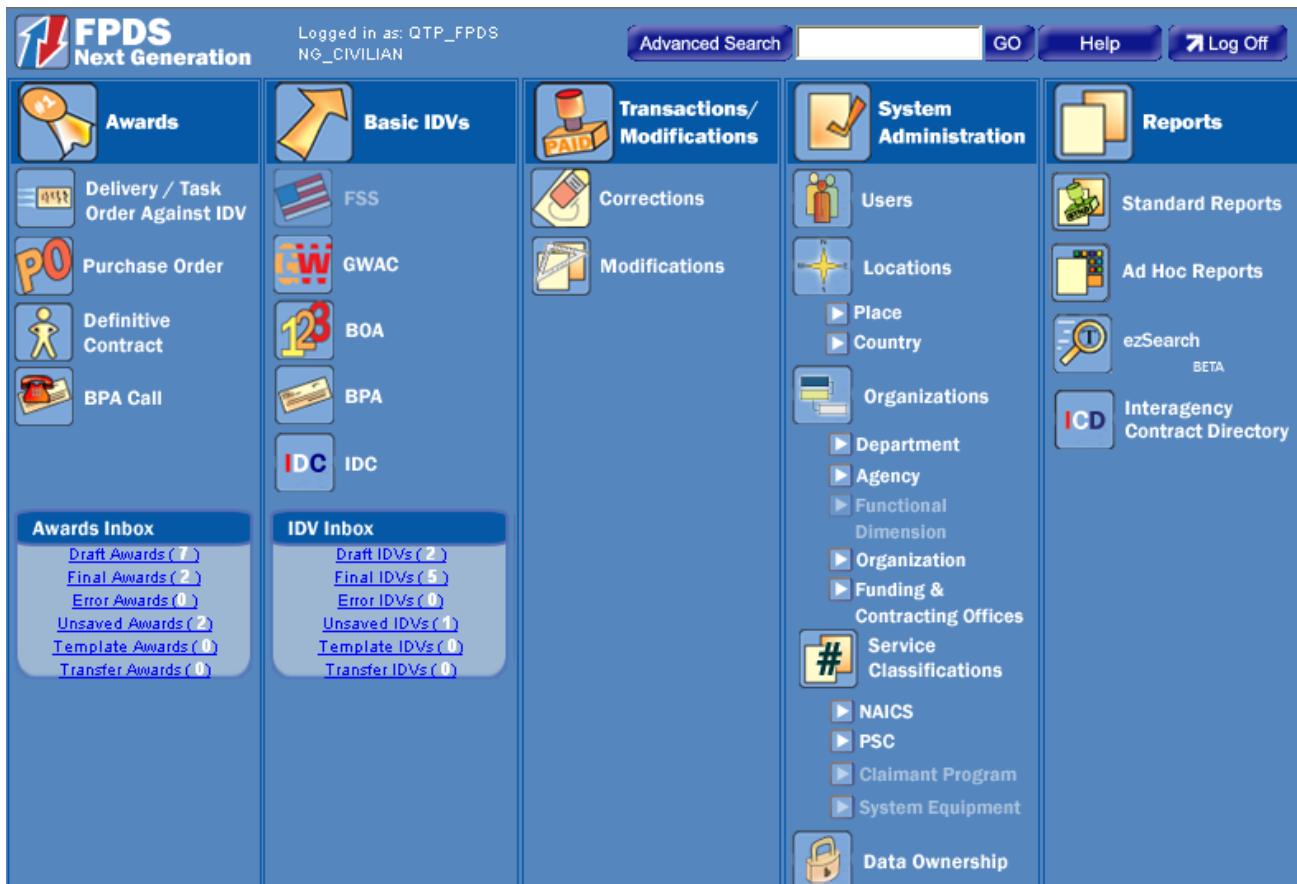 FPDS
Next Generation
Logged in as: QTP_FPDS
NG_CIVILIAN
Advanced Search
GO
Help
Log Off
#1
Awards
Delivery / Task
Order Against IDV
PO
Purchase Order
Definitive
Contract
BPA Call
Awards Inbox
Draft Awards ( 7 )
Final Awards ( 2 )
Error Awards ( 0 )
Unsaved Awards ( 2 )
Template Awards ( 0 )
Transfer Awards ( 0 )
Basic IDVs
FSS
GW
GWAC
123
BOA
BPA
IDC
IDC
IDV Inbox
Draft IDVs ( 2 )
Final IDVs ( 5 )
Error IDVs ( 0 )
Unsaved IDVs ( 1 )
Template IDVs ( 0 )
Transfer IDVs ( 0 )
PAID
Transactions/
Modifications
Corrections
Modifications
System
Administration
Users
Locations
Place
Country
Organizations
Department
Agency
Functional
Dimension
Organization
Funding &
Contracting Offices
#
Service
Classifications
NAICS
PSC
Claimant Program
System Equipment
Data Ownership
Reports
Standard Reports
Ad Hoc Reports
T
ezSearch
BETA
ICD
Interagency
Contract Directory